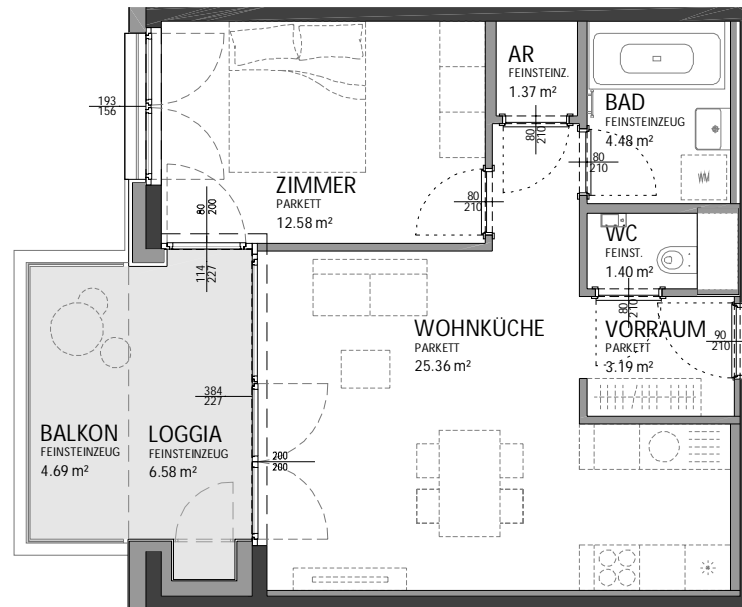 AR
FEINSTEINZ.
1.37 m²
BAD
FEINSTEINZEUG
4.48 m²
193
156
80
210
80
210
ZIMMER
PARKETT
12.58 m²
80
210
80
200
WC
FEINST.
1.40 m²
114
227
80
210
WOHNKÜCHE
PARKETT
25.36 m²
VORRAUM
PARKETT
3.19 m²
90
210
384
227
BALKON
FEINSTEINZEUG
4.69 m²
LOGGIA
FEINSTEINZEUG
6.58 m²
200
200